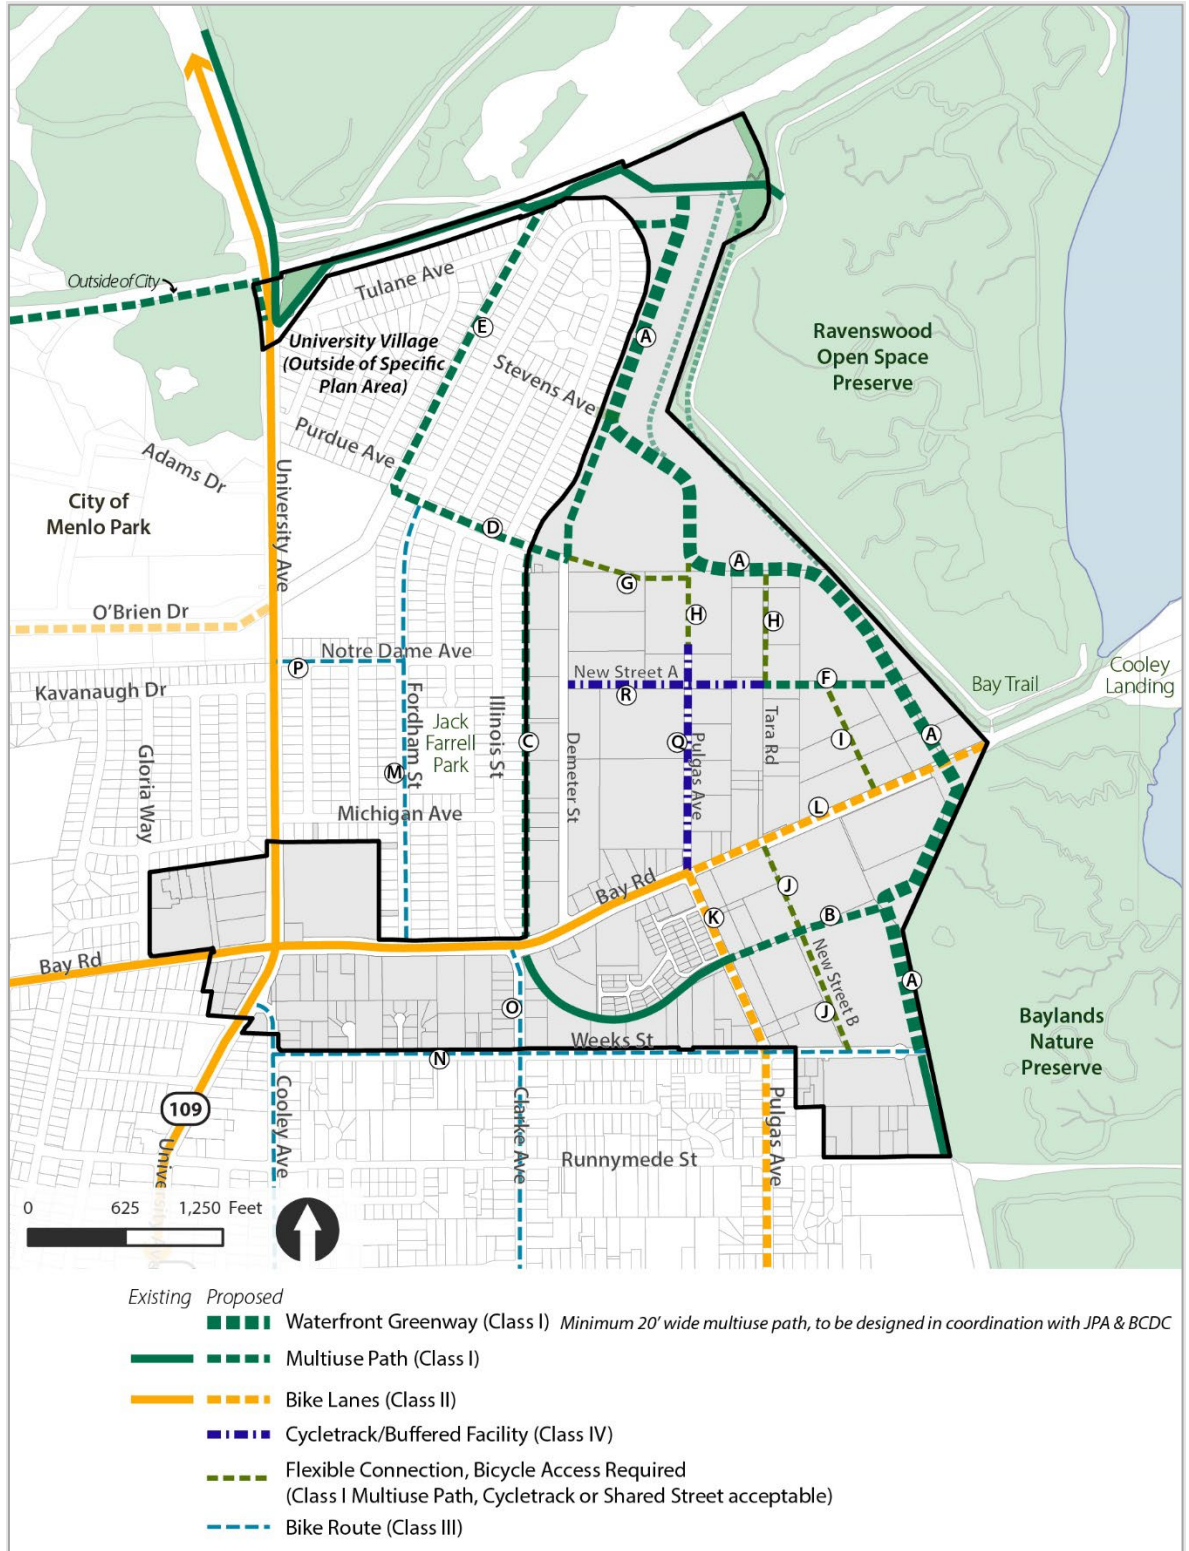 Outside of City
Tulane Ave
E
University Village
(Outside of Specific
Plan Area)
A
Ravenswood
Open Space
Preserve
Stevens Ave
Purdue Ave
Adams Dr
University Ave
City of
Menlo Park
D
A
G
H
H
O'Brien Dr
Notre Dame Ave
P
New Street A
R
F
Bay Trail
Cooley
Landing
Kavanaugh Dr
Fordham St
Jack
Farrell
Park
Illinois St
C
Demeter St
Q
Pulgas Ave
Tara Rd
I
A
Gloria Way
M
Michigan Ave
L
Bay Rd
J
K
B
Bay Rd
New Street B
O
J
A
Weeks St
N
Baylands
Nature
Preserve
109
University Av
Cooley Ave
Clarke Ave
Pulgas Ave
Runnymede St
0 625 1,250 Feet
Existing Proposed
Waterfront Greenway (Class I) Minimum 20' wide multiuse path, to be designed in coordination with JPA & BCDC
Multiuse Path (Class I)
Bike Lanes (Class II)
Cycletrack/Buffered Facility (Class IV)
Flexible Connection, Bicycle Access Required
(Class I Multiuse Path, Cycletrack or Shared Street acceptable)
Bike Route (Class III)